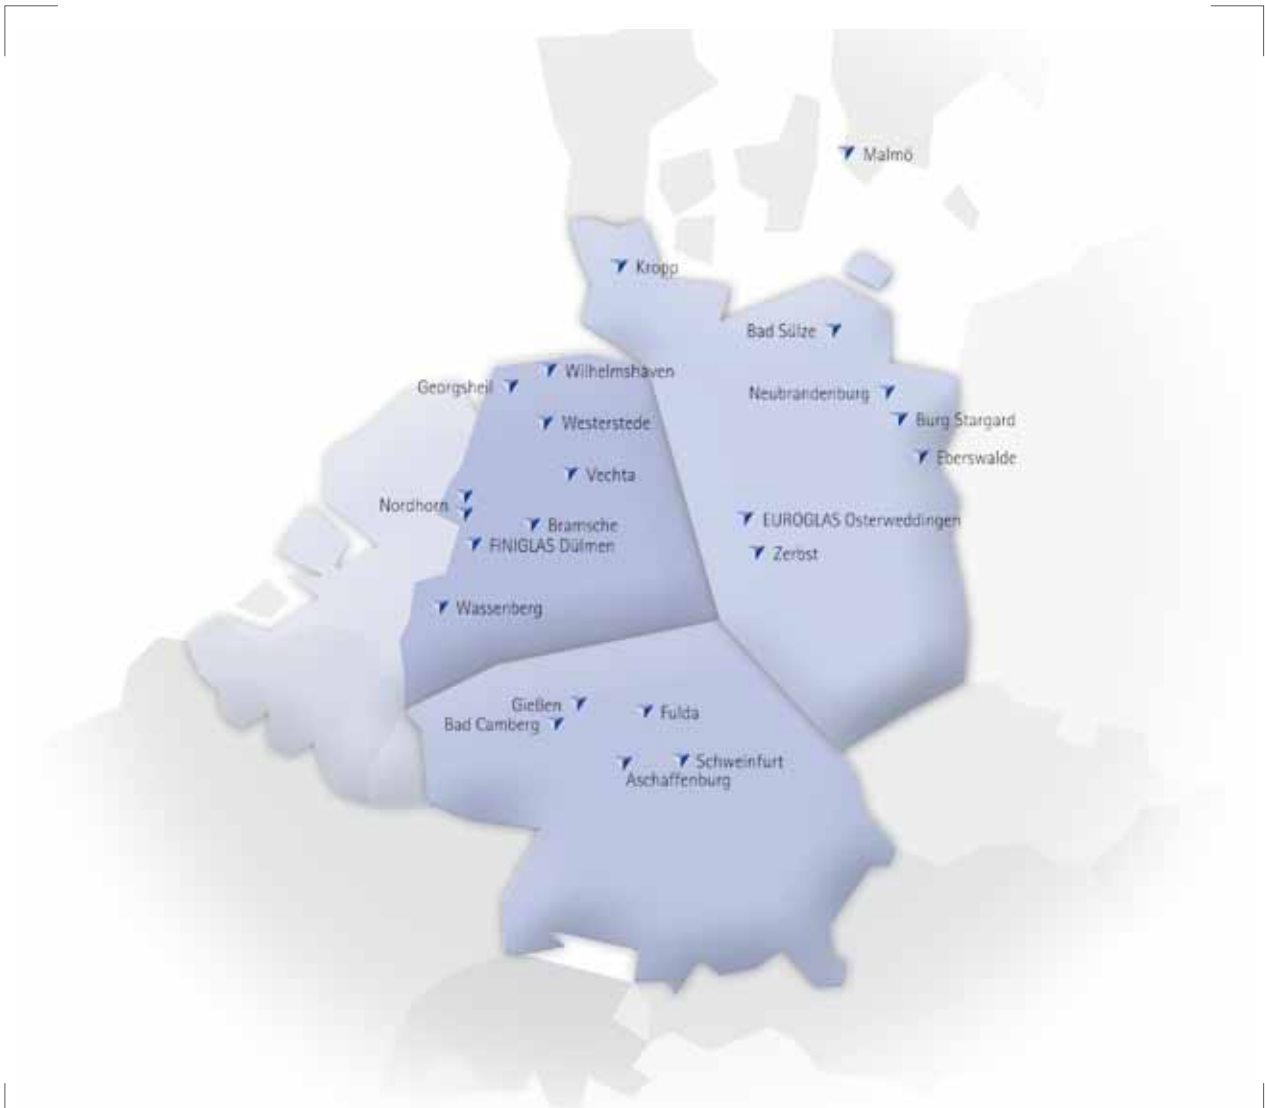 Malmö
Kropp
Bad Sülze
Wilhelmshaven
Georgsheil
Neubrandenburg
Burg Stargard
Westerstede
Eberswalde
Vechta
Nordhorn
EUROGLAS Osterweddingen
Bramsche
FINIGLAS Dülmen
Zerbst
Wassenberg
Gießen
Fulda
Bad Camberg
Schweinfurt
Aschaffenburg